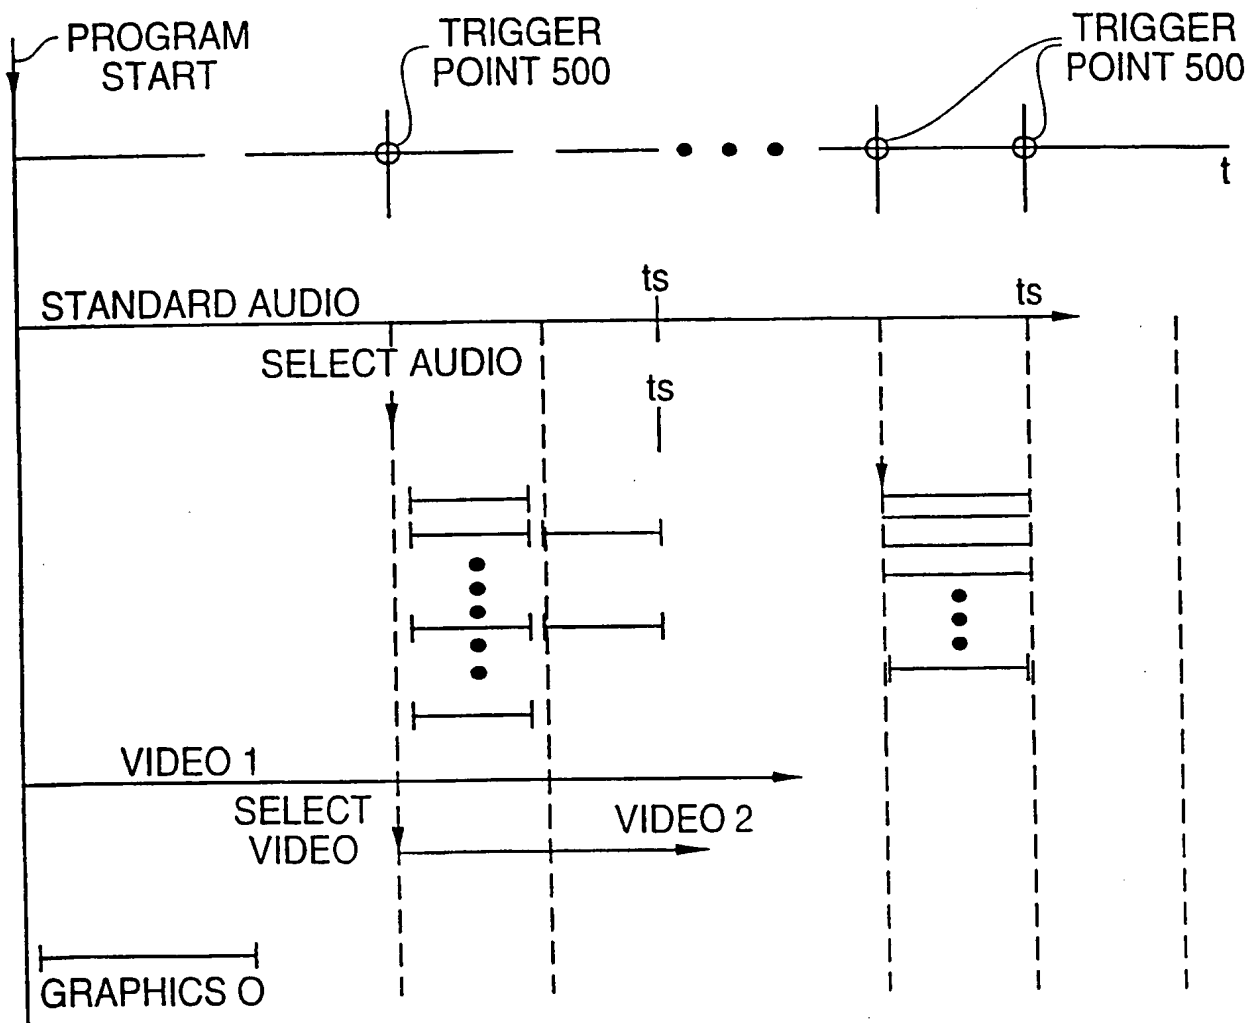 PROGRAM
START
TRIGGER
POINT 500
TRIGGER
POINT 500
t
STANDARD AUDIO
ts
ts
SELECT AUDIO
ts
VIDEO 1
SELECT
VIDEO
VIDEO 2
GRAPHICS O